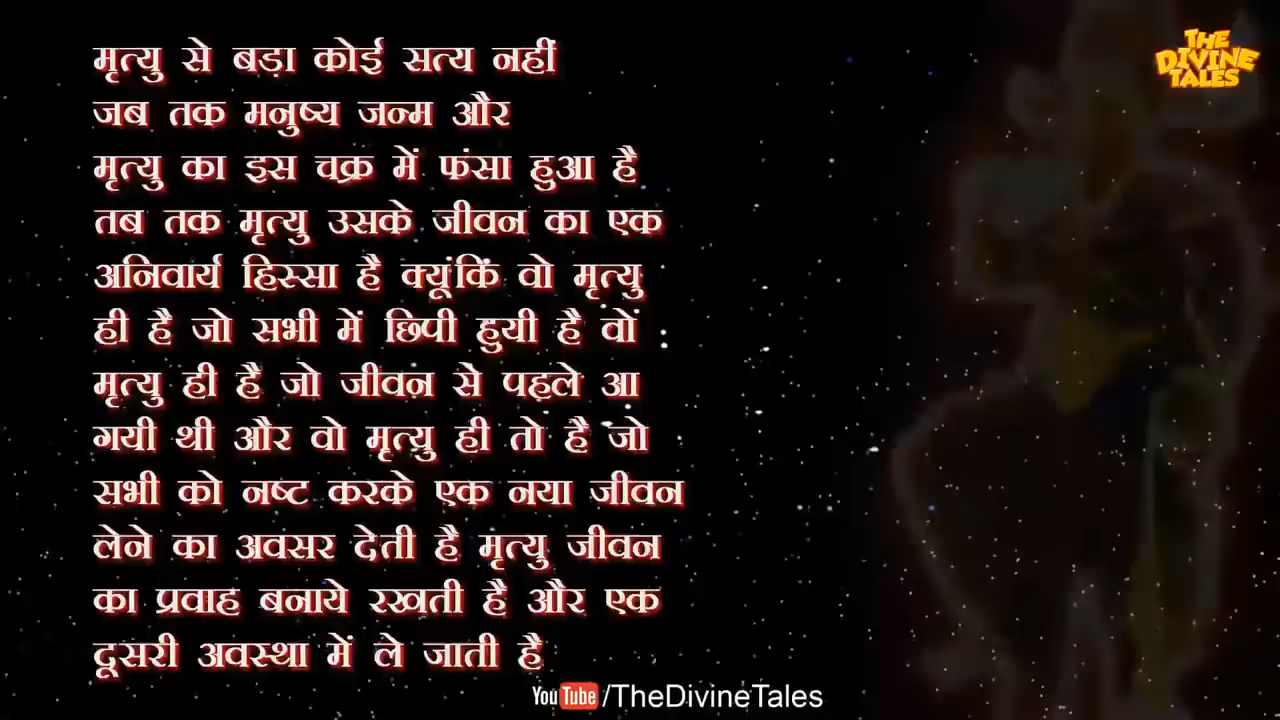 मृत्यु से बड़ा कोई सत्य नहीं
जब तक मनुष्य जन्म और
मृत्यु का इस चक्र में फंसा हुआ है
तब तक मृत्यु उसके जीवन का एक
अनिवार्य हिस्सा है क्यूंकिं वो मृत्यु
ही है जो सभी में छिपी हुयी है वों
मृत्यु ही है जो जीवन से पहले आ
गयी थी और वो मृत्यु ही तो है जो
सभी को नष्ट करके एक नया जीवन
लेने का अवसर देती है मृत्यु जीवन
का प्रवाह बनाये रखती है और एक
दूसरी अवस्था में ले जाती है
THE
DIVINE
TALES
YouTube/TheDivineTales